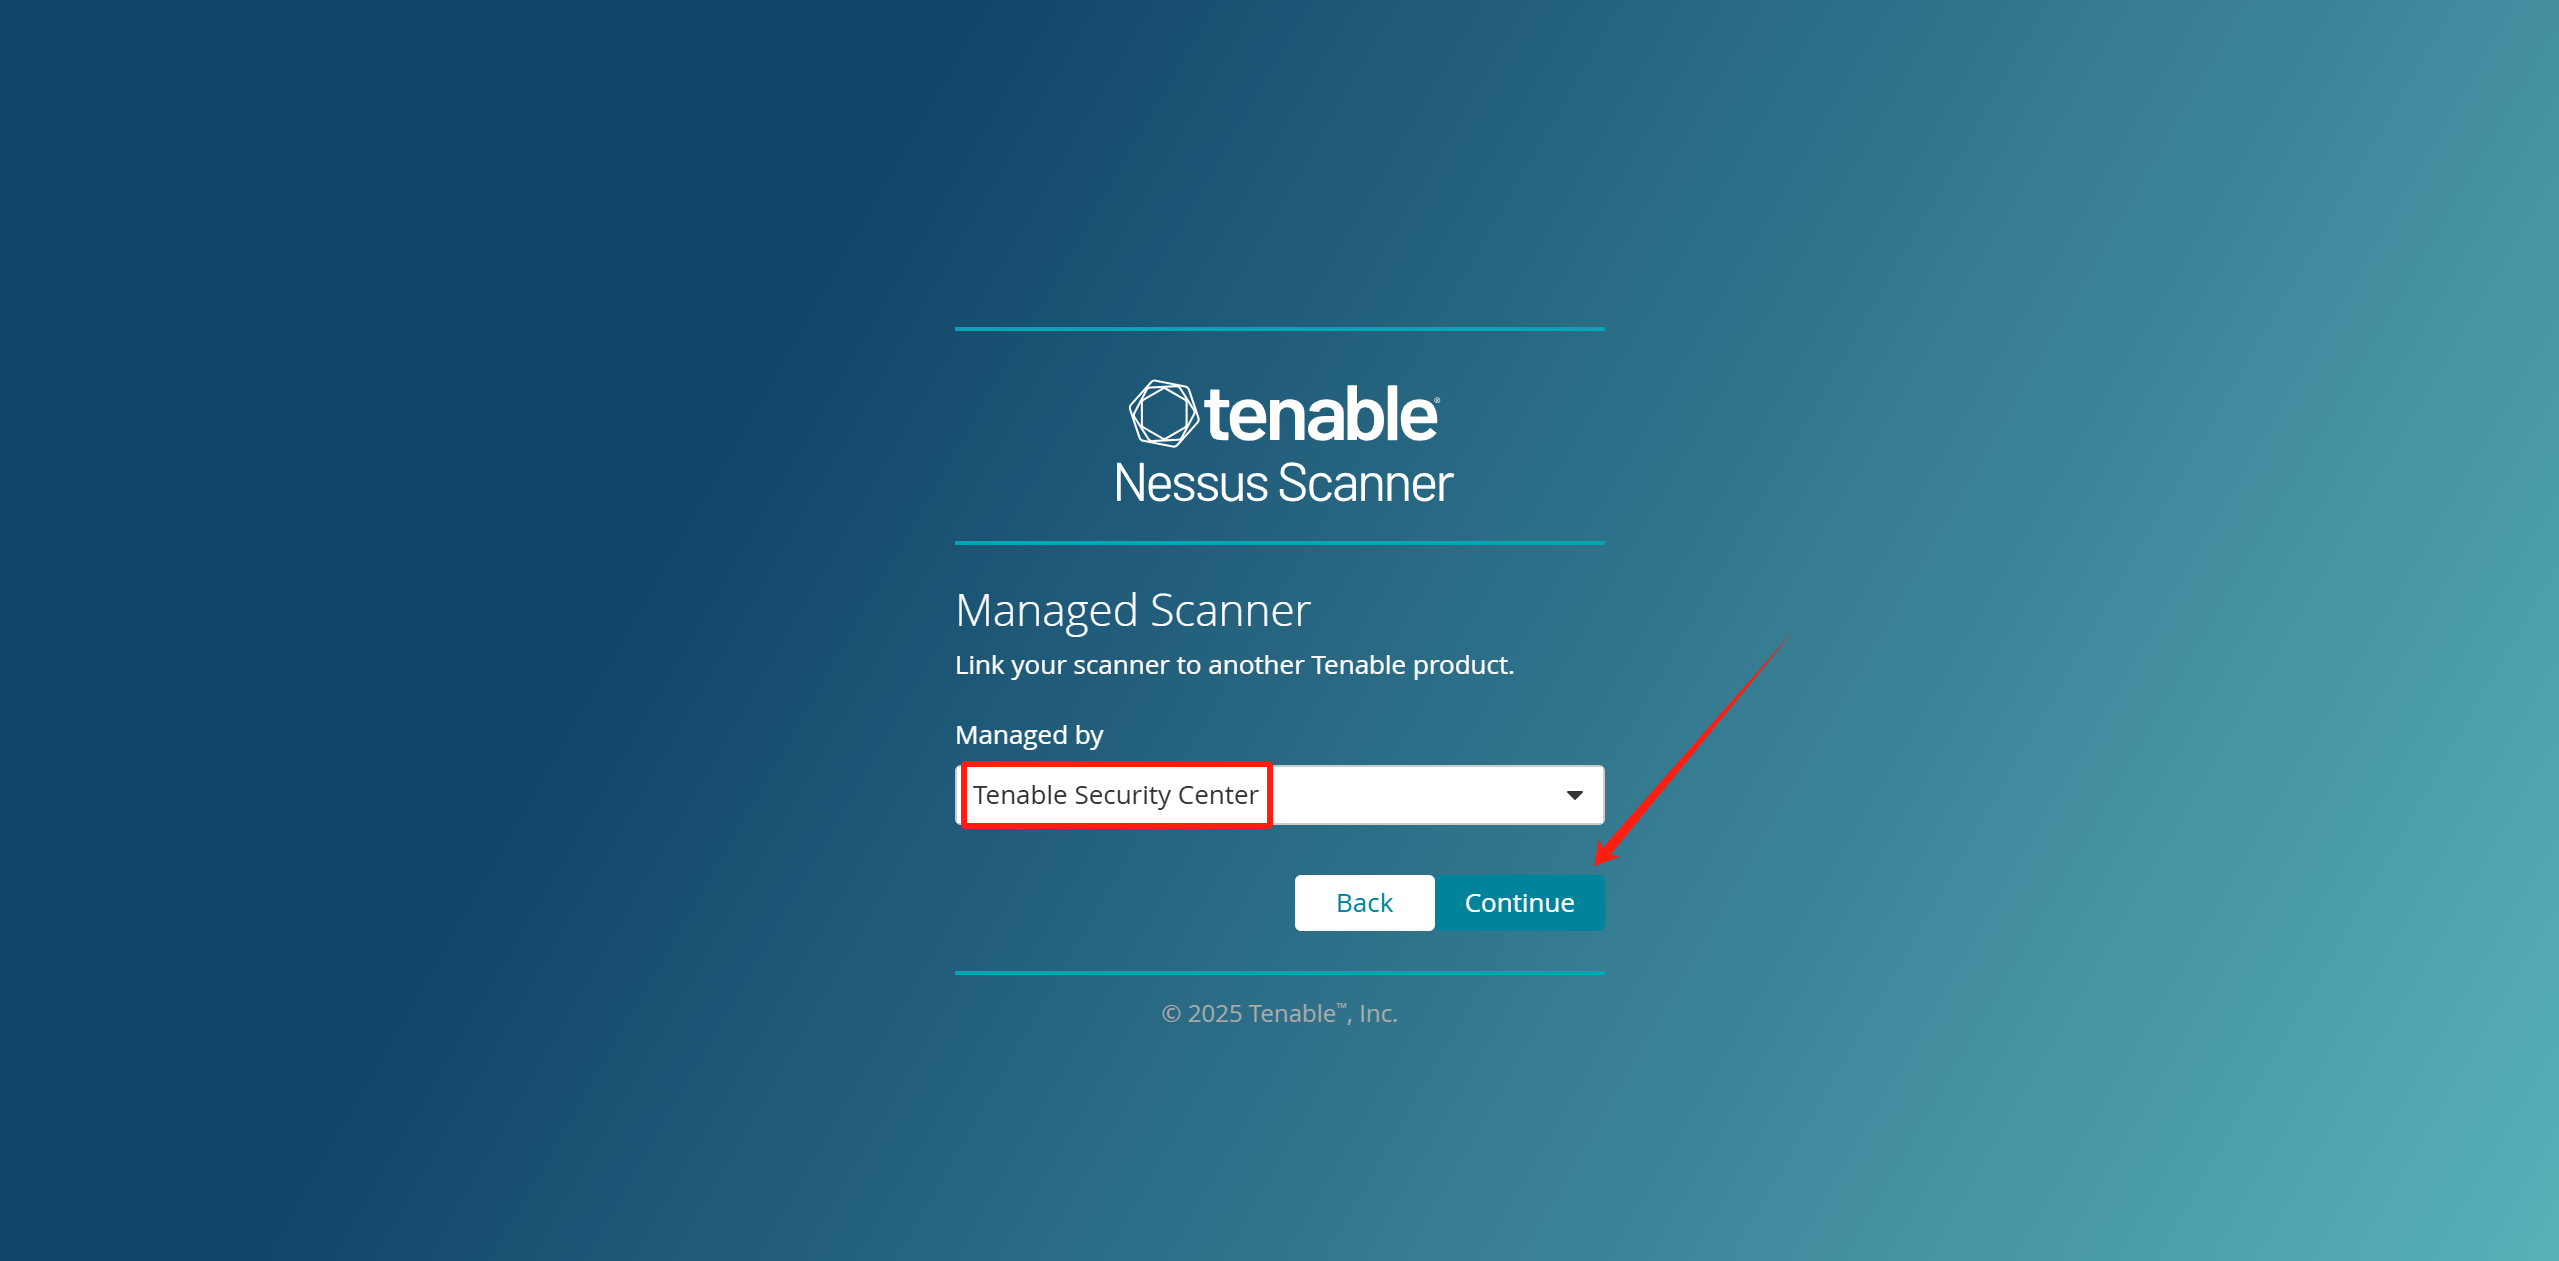 tenable®
Nessus Scanner
Managed Scanner
Link your scanner to another Tenable product.
Managed by
Tenable Security Center
Back
Continue
© 2025 Tenable™, Inc.